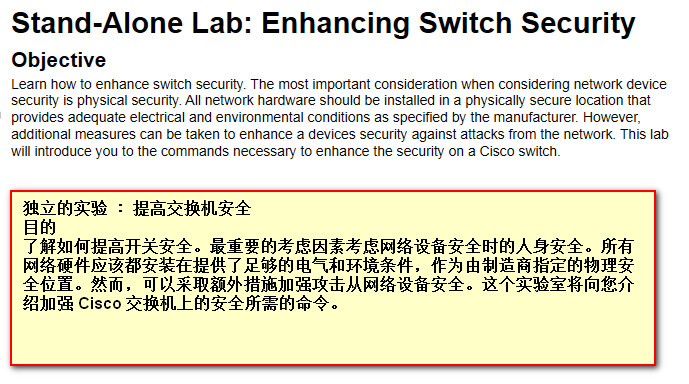 Stand-Alone Lab: Enhancing Switch Security
Objective
Learn how to enhance switch security. The most important consideration when considering network device
security is physical security. All network hardware should be installed in a physically secure location that
provides adequate electrical and environmental conditions as specified by the manufacturer. However,
additional measures can be taken to enhance a devices security against attacks from the network. This lab
will introduce you to the commands necessary to enhance the security on a Cisco switch.
独立的实验 : 提高交换机安全
目的
了解如何提高开关安全。最重要的考虑因素考虑网络设备安全时的人身安全。所有
网络硬件应该都安装在提供了足够的电气和环境条件，作为由制造商指定的物理安
全位置。然而，可以采取额外措施加强攻击从网络设备安全。这个实验室将向您介
绍加强 Cisco 交换机上的安全所需的命令。